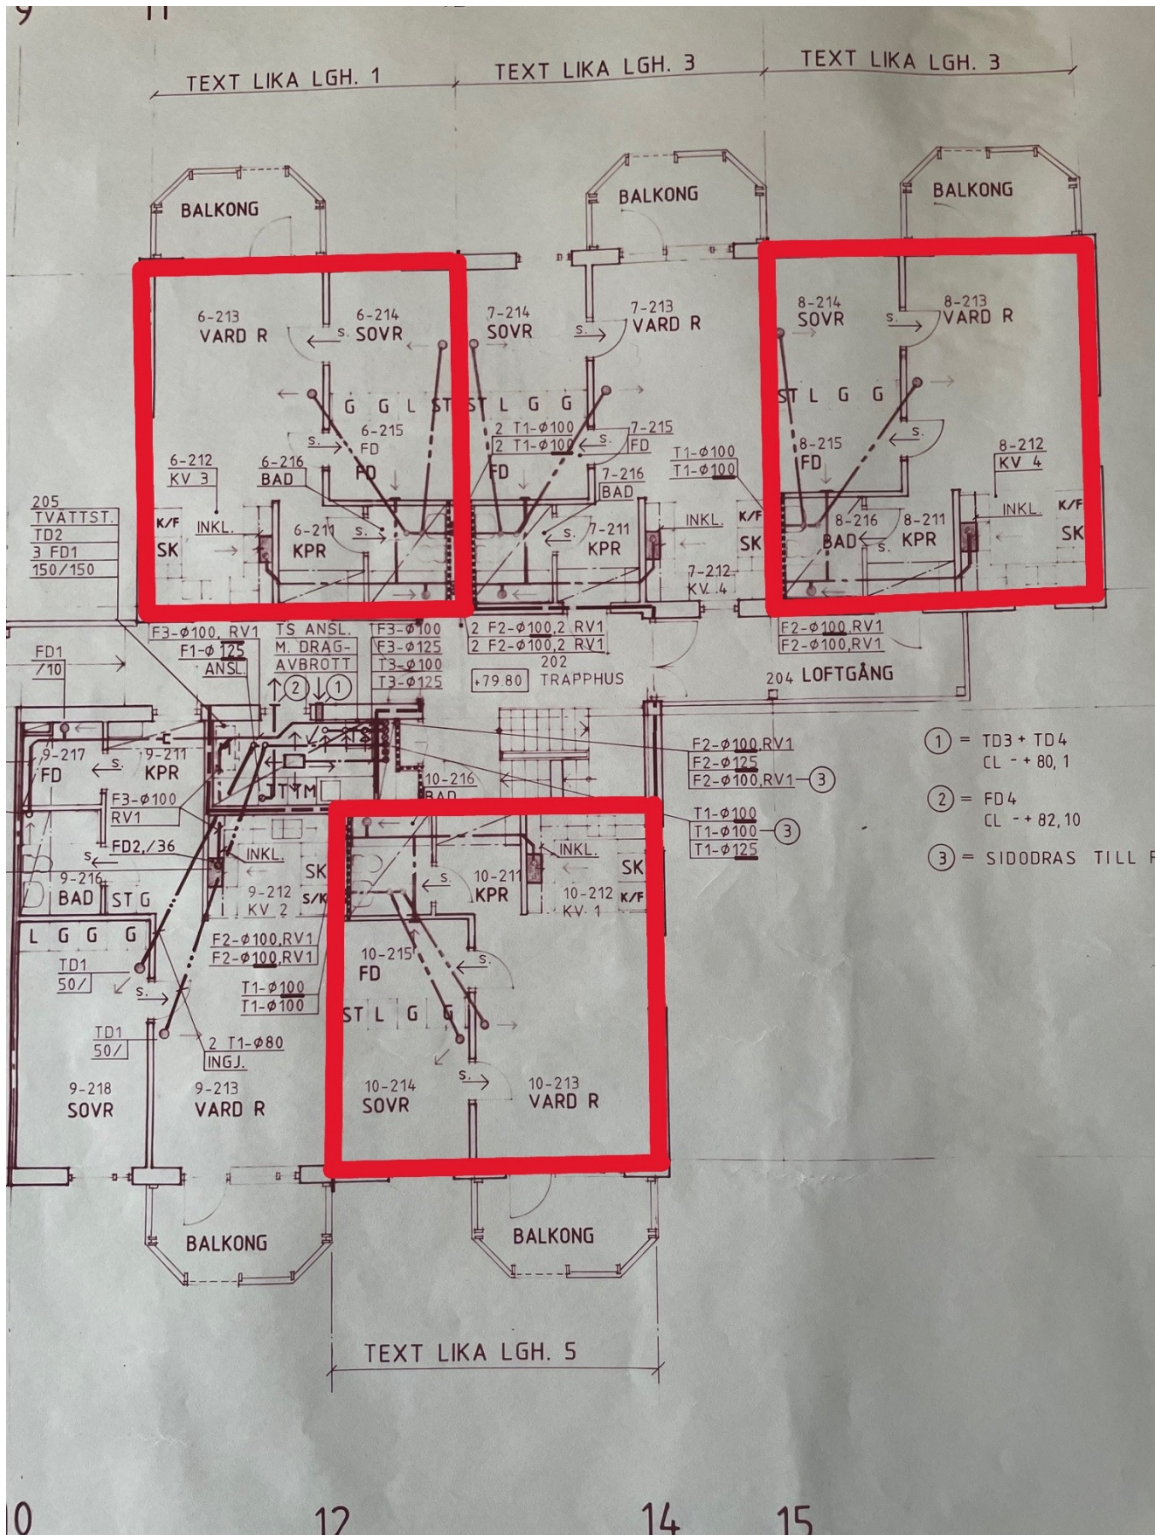 9
11
TEXT LIKA LGH. 1
TEXT LIKA LGH. 3
TEXT LIKA LGH. 3
BALKONG
BALKONG
BALKONG
6-213
VARD R
6-214
SOVR
7-214
SOVR
7-213
VARD R
8-214
SOVR
8-213
VARD R
S.
S.
S.
G G L ST
ST L G G
ST L G G
6-215
FD
FD
2 T1-Ø100
2 T1-Ø100
7-215
FD
FD
8-215
FD
S.
S.
S.
6-212
KV 3
6-216
BAD
7-216
BAD
T1-Ø100
T1-Ø100
8-212
KV 4
205
TVÄTTST.
TD2
3 FD1
150/150
K/F
SK
INKL.
6-211
KPR
S.
S.
7-211
KPR
INKL.
K/F
SK
8-216
BAD
S.
8-211
KPR
INKL.
K/F
SK
7-212
KV 4
F3-Ø100, RV1
F1-Ø125
ANSL.
TS ANSL.
M. DRAG-
AVBROTT
F3-Ø100
F3-Ø125
T3-Ø100
T3-Ø125
2 F2-Ø100,2 RV1
2 F2-Ø100,2 RV1
F2-Ø100,RV1
F2-Ø100,RV1
202
TRAPPHUS
+79.80
204 LOFTGÅNG
FD1
/10
2
1
9-217
FD
S.
9-211
KPR
F3-Ø100
RV1
FD2,/36
TTM
10-216
BAD
F2-Ø100,RV1
F2-Ø125
F2-Ø100,RV1
3
T1-Ø100
T1-Ø100
T1-Ø125
3
1 = TD3 + TD4
CL - + 80,1
2 = FD4
CL - + 82,10
3 = SIDODRAS TILL F
S.
9-216
BAD
ST G
INKL.
SK
S/K
9-212
KV 2
S.
10-211
KPR
INKL.
10-212
KV 1
SK
K/F
L G G G
F2-Ø100,RV1
F2-Ø100,RV1
T1-Ø100
T1-Ø100
10-215
FD
S.
TD1
50/
S.
ST L G G
TD1
50/
2 T1-Ø80
INGJ.
S.
9-218
SOVR
9-213
VARD R
10-214
SOVR
10-213
VARD R
BALKONG
BALKONG
TEXT LIKA LGH. 5
10
12
14
15